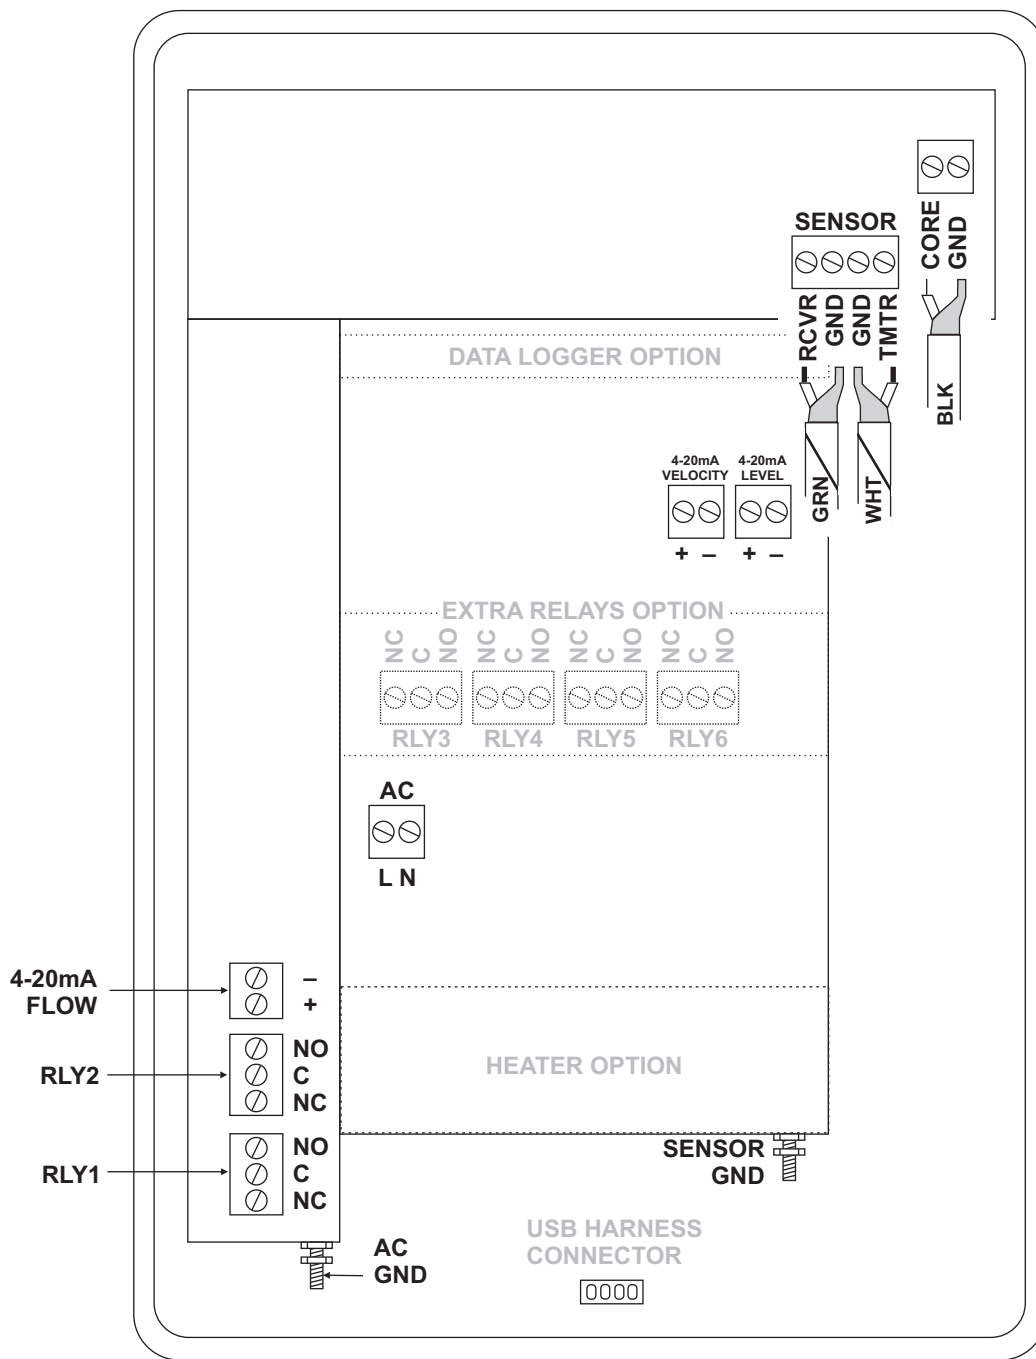 CORE
GND
SENSOR
RCVR
GND
GND
TMTR
BLK
DATA LOGGER OPTION
GRN
WHT
4-20mA
VELOCITY
4-20mA
LEVEL
+ –
+ –
EXTRA RELAYS OPTION
NC
C
NO
NC
C
NO
NC
C
NO
NC
C
NO
RLY3
RLY4
RLY5
RLY6
AC
L N
4-20mA
FLOW
–
+
RLY2
NO
C
NC
HEATER OPTION
RLY1
NO
C
NC
SENSOR
GND
AC
GND
USB HARNESS
CONNECTOR